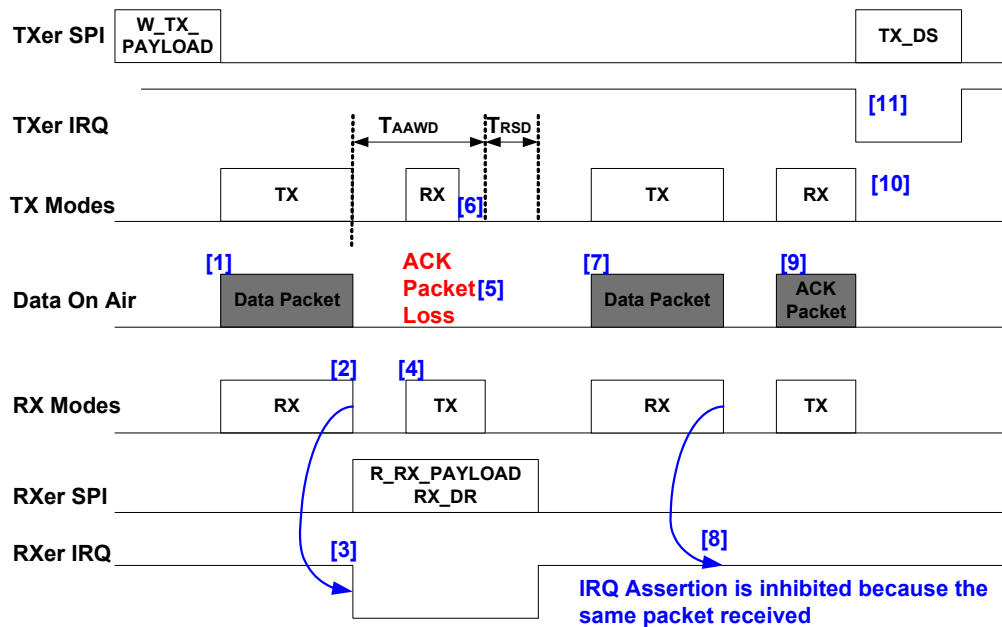 TXer SPI
W_TX_
PAYLOAD
TX_DS
TXer IRQ
[11]
TAAWD
TRSD
TX Modes
TX
RX
[6]
TX
RX
[10]
Data On Air
[1]
Data Packet
ACK
Packet
Loss
[5]
[7]
Data Packet
[9]
ACK
Packet
RX Modes
[2]
RX
[4]
TX
RX
TX
RXer SPI
R_RX_PAYLOAD
RX_DR
RXer IRQ
[3]
[8]
IRQ Assertion is inhibited because the
same packet received